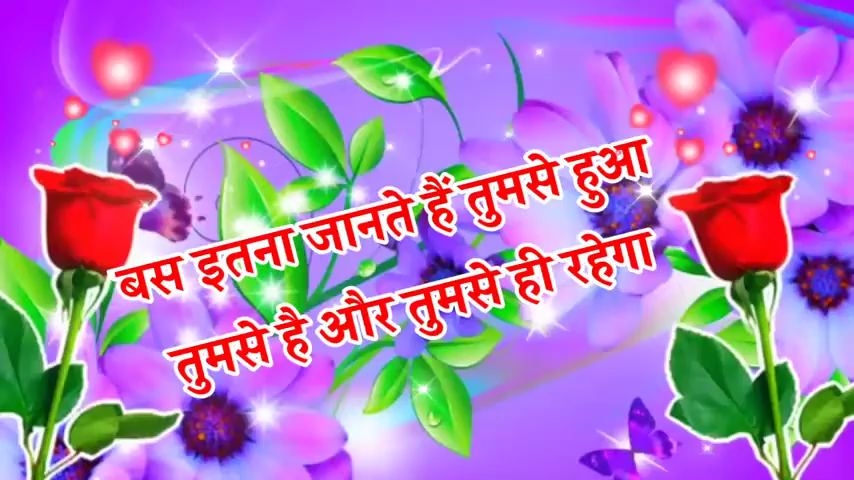 बस इतना जानते हैं तुमसे हुआ
तुमसे है और तुमसे ही रहेगा